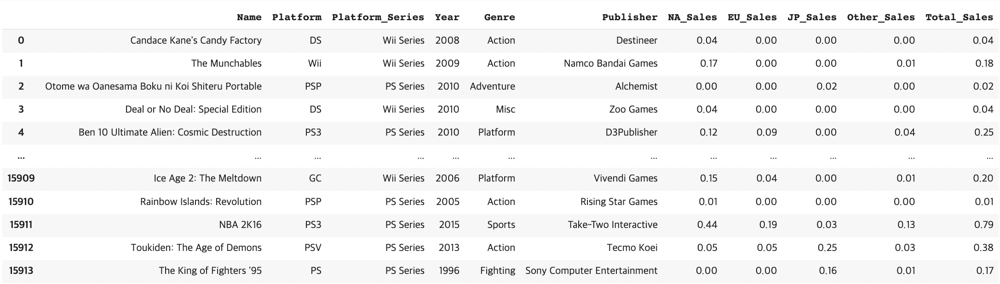 Name Platform Platform_Series Year Genre Publisher NA_Sales EU_Sales JP_Sales Other_Sales Total_Sales
0 Candace Kane's Candy Factory DS Wii Series 2008 Action Destineer 0.04 0.00 0.00 0.00 0.04
1 The Munchables Wii Wii Series 2009 Action Namco Bandai Games 0.17 0.00 0.00 0.01 0.18
2 Otome wa Oanesama Boku ni Koi Shiteru Portable PSP PS Series 2010 Adventure Alchemist 0.00 0.00 0.02 0.00 0.02
3 Deal or No Deal: Special Edition DS Wii Series 2010 Misc Zoo Games 0.04 0.00 0.00 0.00 0.04
4 Ben 10 Ultimate Alien: Cosmic Destruction PS3 PS Series 2010 Platform D3Publisher 0.12 0.09 0.00 0.04 0.25
... ... ... ... ... ... ... ... ... ... ... ...
15909 Ice Age 2: The Meltdown GC Wii Series 2006 Platform Vivendi Games 0.15 0.04 0.00 0.01 0.20
15910 Rainbow Islands: Revolution PSP PS Series 2005 Action Rising Star Games 0.01 0.00 0.00 0.00 0.01
15911 NBA 2K16 PS3 PS Series 2015 Sports Take-Two Interactive 0.44 0.19 0.03 0.13 0.79
15912 Toukiden: The Age of Demons PSV PS Series 2013 Action Tecmo Koei 0.05 0.05 0.25 0.03 0.38
15913 The King of Fighters '95 PS PS Series 1996 Fighting Sony Computer Entertainment 0.00 0.00 0.16 0.01 0.17